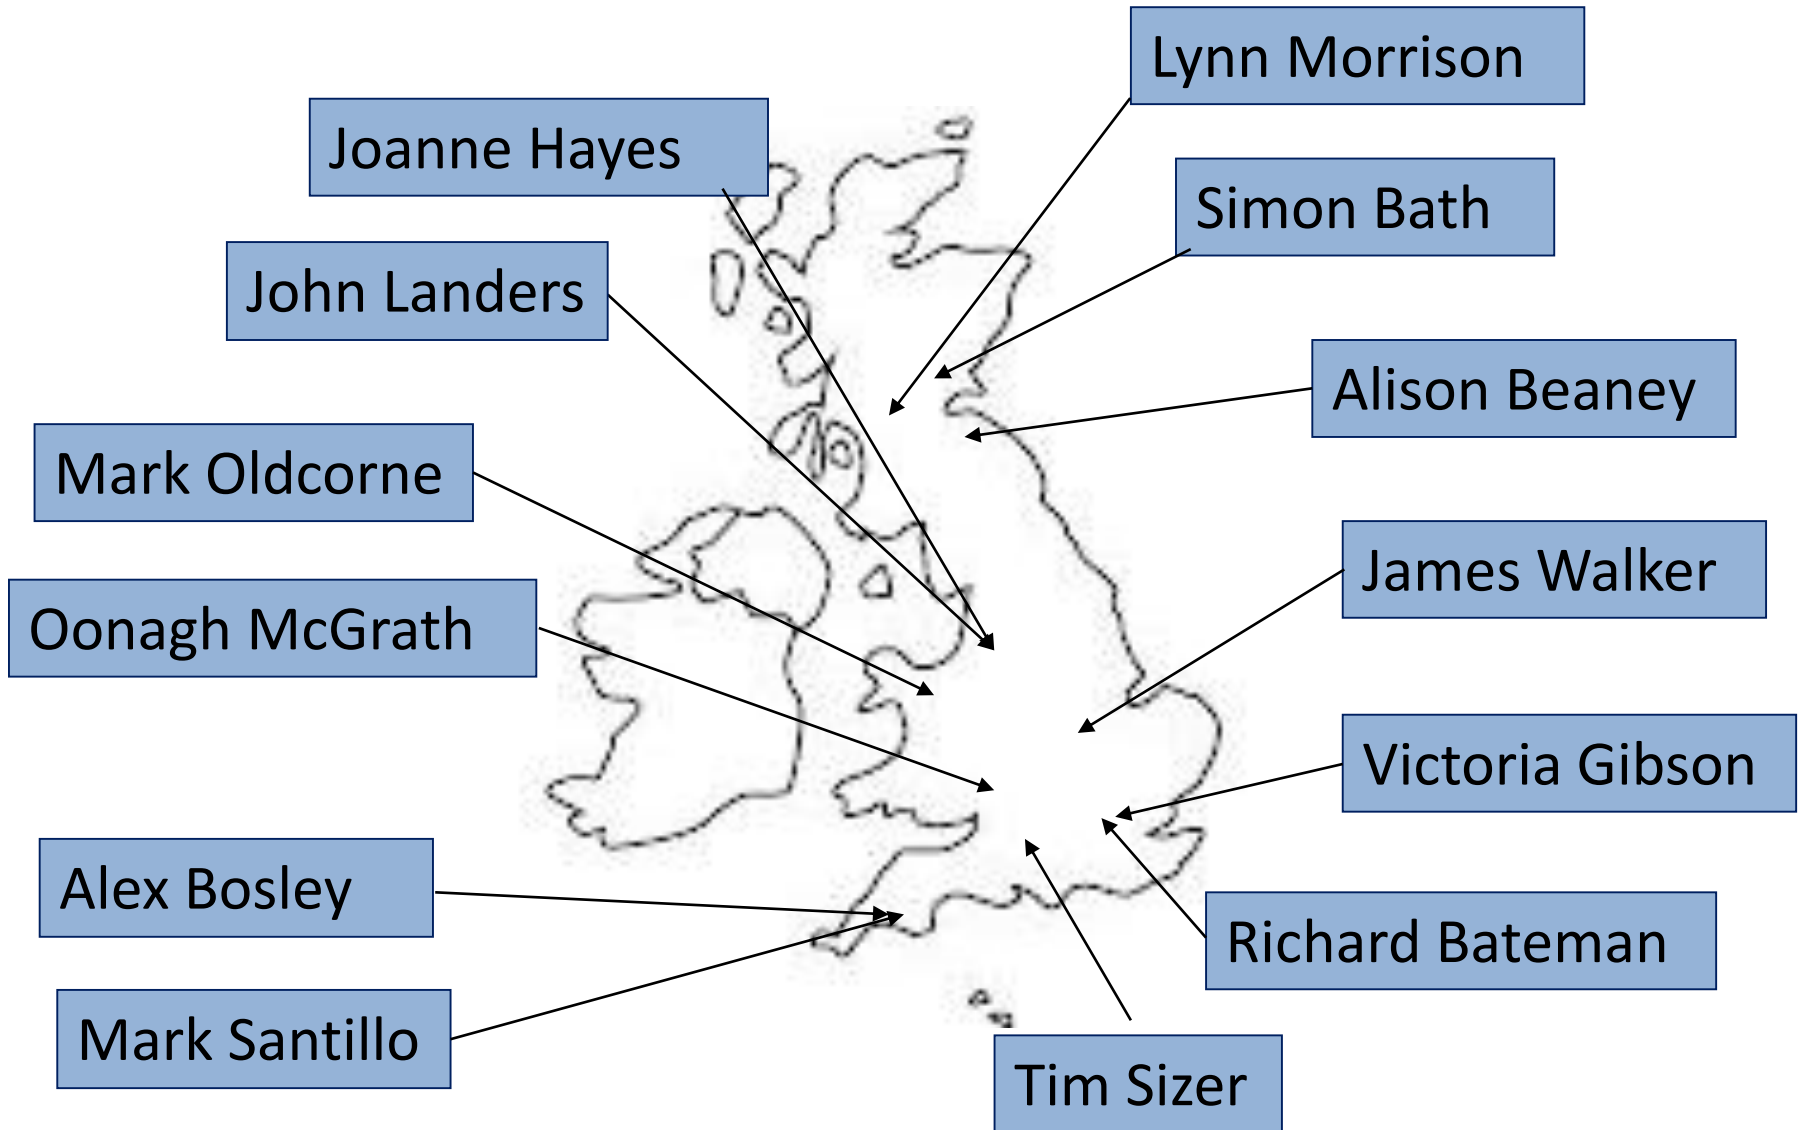 Lynn Morrison
Joanne Hayes
Simon Bath
John Landers
Alison Beaney
Mark Oldcorne
James Walker
Oonagh McGrath
Victoria Gibson
Alex Bosley
Richard Bateman
Mark Santillo
Tim Sizer